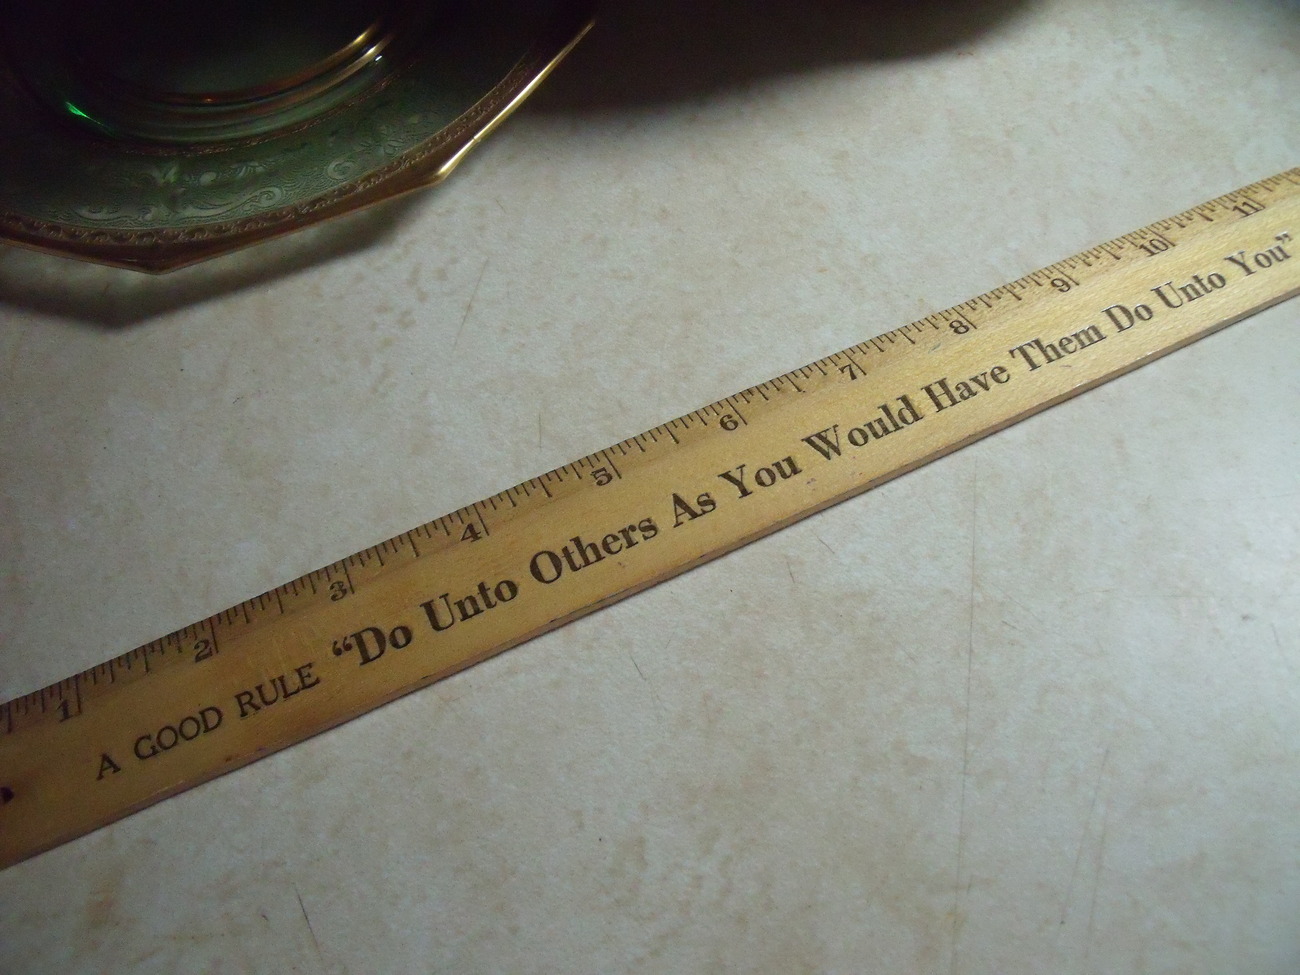 1 2 3 4 5 6 7 8 9 10 11
A GOOD RULE “Do Unto Others As You Would Have Them Do Unto You”